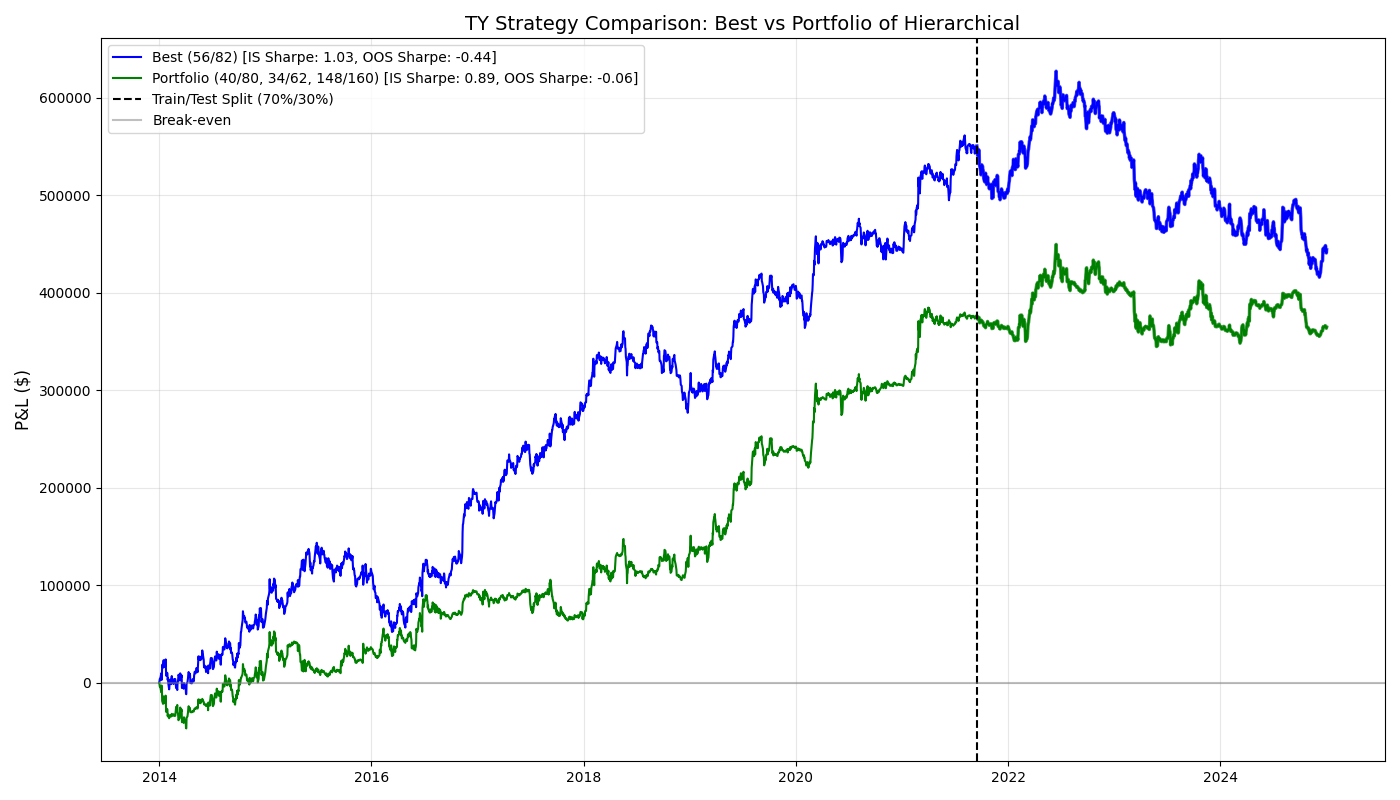 TY Strategy Comparison: Best vs Portfolio of Hierarchical
Best (56/82) [IS Sharpe: 1.03, OOS Sharpe: -0.44]
Portfolio (40/80, 34/62, 148/160) [IS Sharpe: 0.89, OOS Sharpe: -0.06]
Train/Test Split (70%/30%)
Break-even
P&L ($)
600000
500000
400000
300000
200000
100000
0
2014 2016 2018 2020 2022 2024